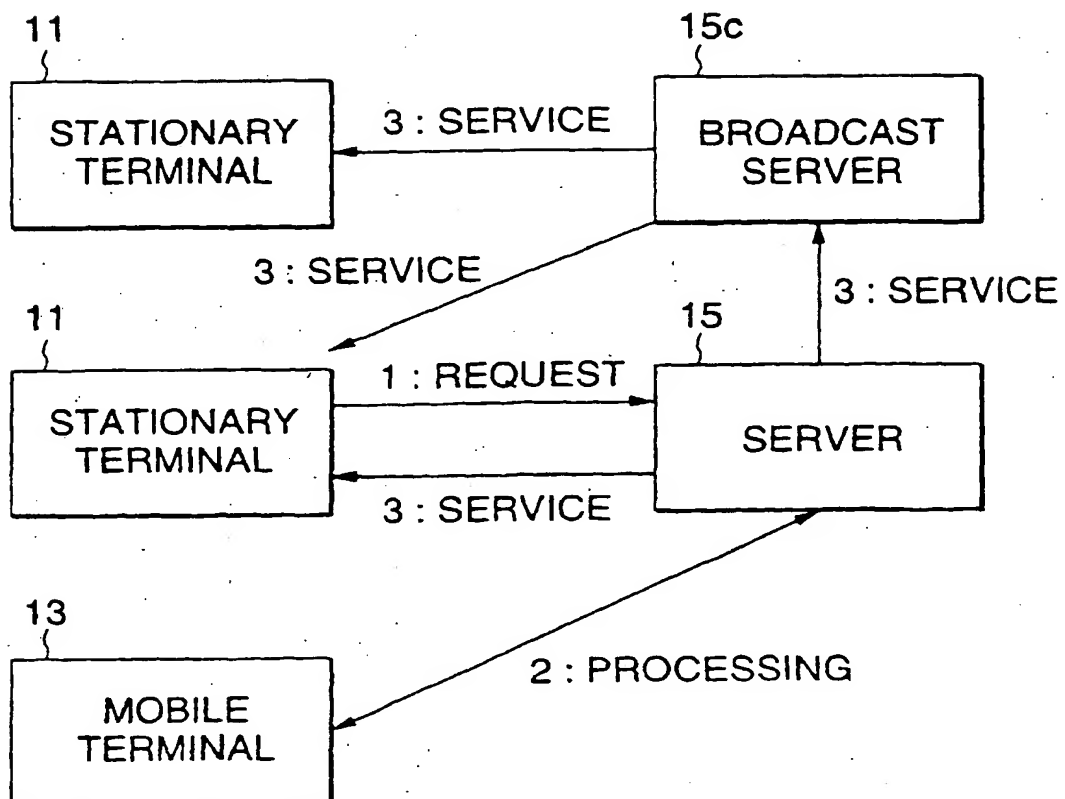 11
15c
STATIONARY
TERMINAL
3 : SERVICE
BROADCAST
SERVER
3 : SERVICE
3 : SERVICE
11
15
STATIONARY
TERMINAL
1 : REQUEST
SERVER
3 : SERVICE
13
2 : PROCESSING
MOBILE
TERMINAL